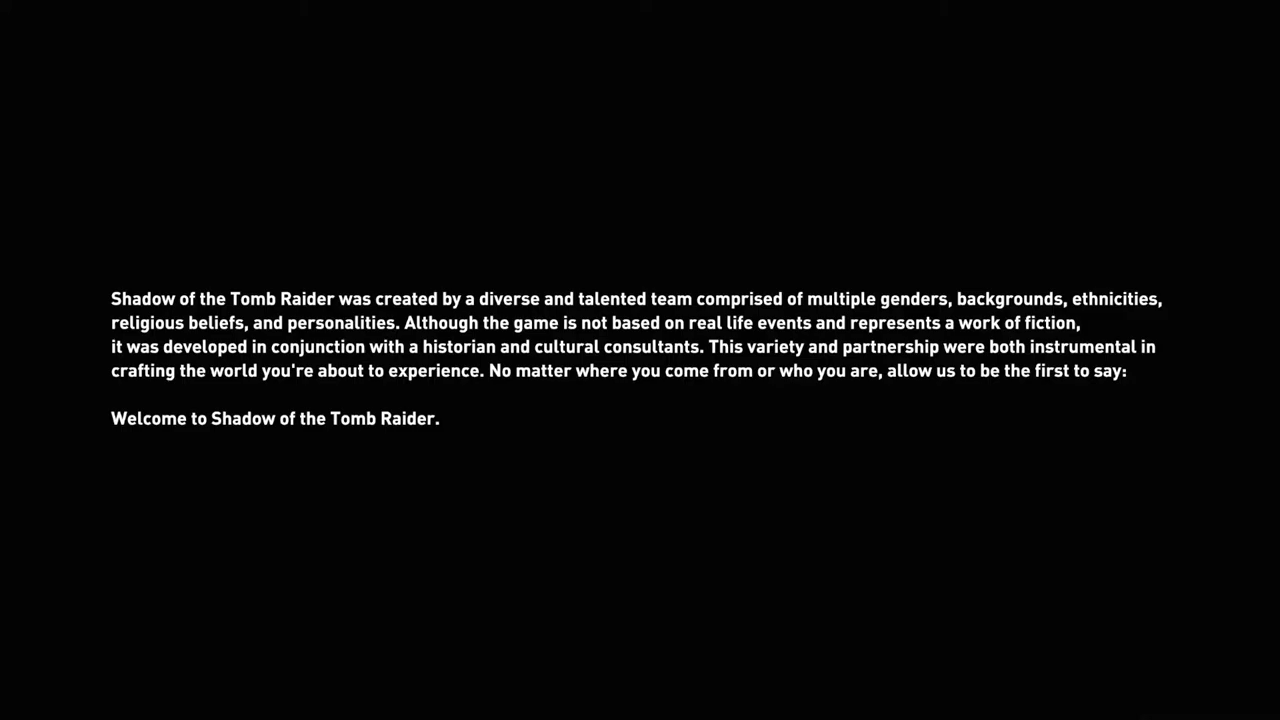 Shadow of the Tomb Raider was created by a diverse and talented team comprised of multiple genders, backgrounds, ethnicities,
religious beliefs, and personalities. Although the game is not based on real life events and represents a work of fiction,
it was developed in conjunction with a historian and cultural consultants. This variety and partnership were both instrumental in
crafting the world you're about to experience. No matter where you come from or who you are, allow us to be the first to say:
Welcome to Shadow of the Tomb Raider.